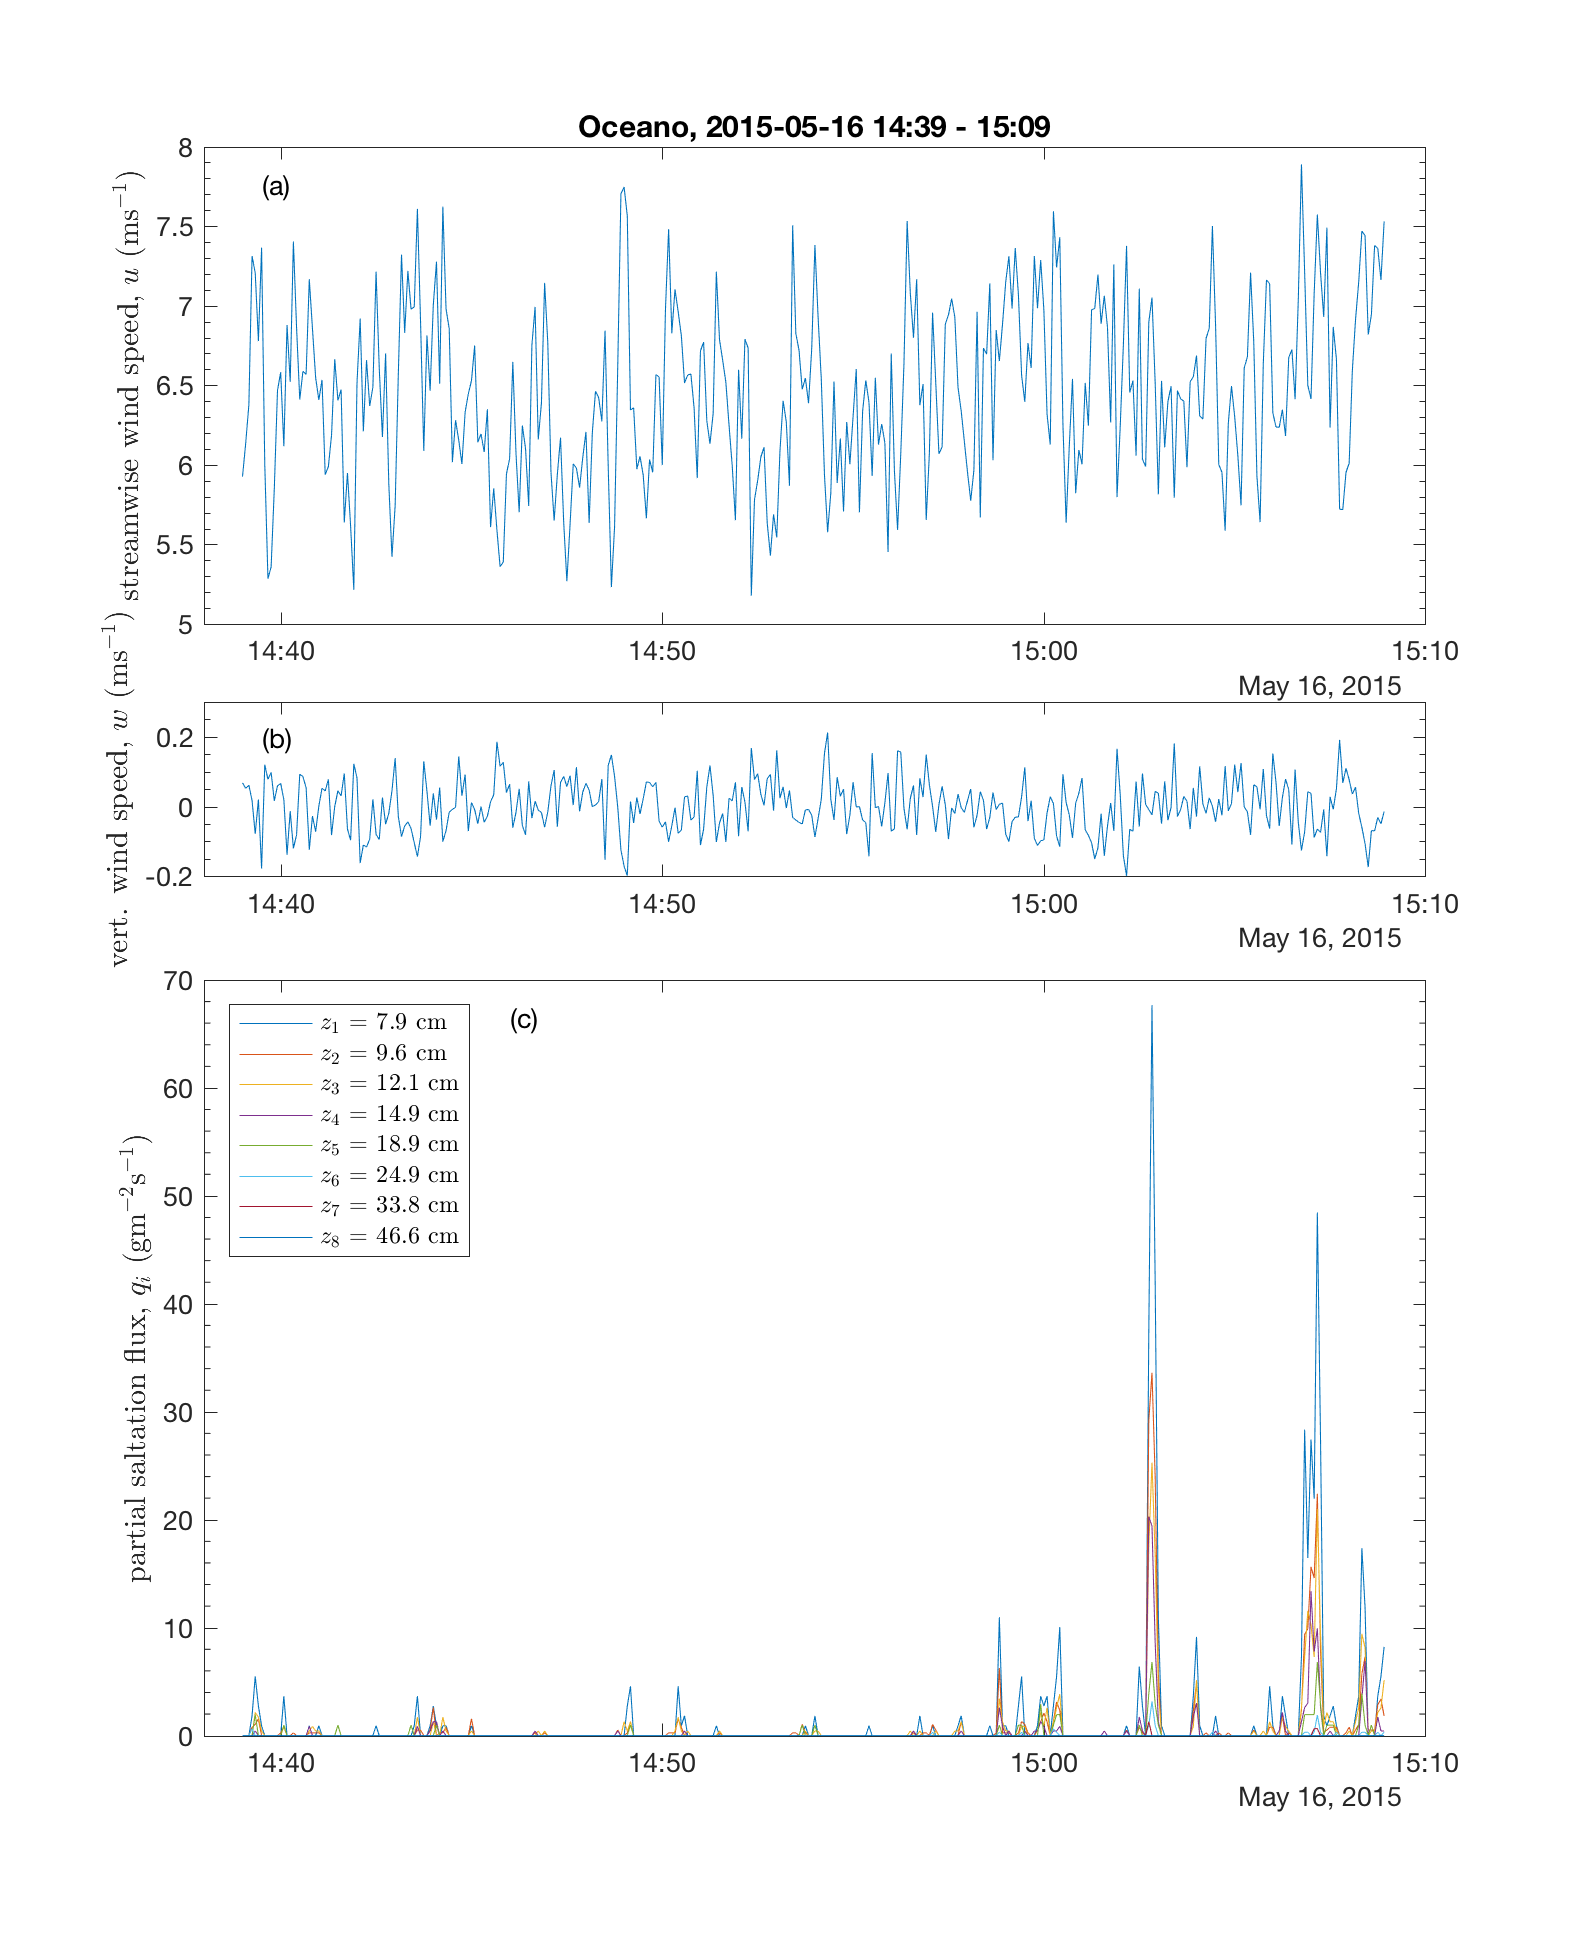 Oceano, 2015-05-16 14:39 - 15:09
(a)
streamwise wind speed, u (ms⁻¹)
8
7.5
7
6.5
6
5.5
5
14:40 14:50 15:00 15:10
May 16, 2015
(b)
vert. wind speed, w (ms⁻¹)
0.2
0
-0.2
14:40 14:50 15:00 15:10
May 16, 2015
(c)
partial saltation flux, qᵢ (gm⁻²s⁻¹)
70
60
50
40
30
20
10
0
z₁ = 7.9 cm
z₂ = 9.6 cm
z₃ = 12.1 cm
z₄ = 14.9 cm
z₅ = 18.9 cm
z₆ = 24.9 cm
z₇ = 33.8 cm
z₈ = 46.6 cm
14:40 14:50 15:00 15:10
May 16, 2015